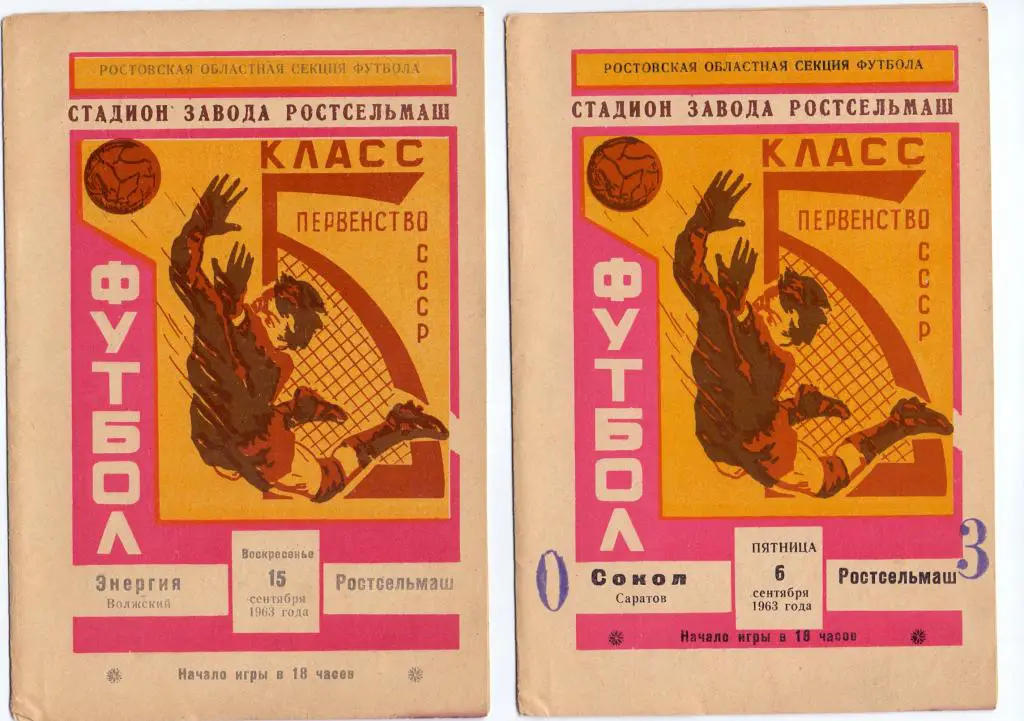 РОСТОВСКАЯ ОБЛАСТНАЯ СЕКЦИЯ ФУТБОЛА
СТАДИОН ЗАВОДА РОСТСЕЛЬМАШ
КЛАСС
Б
ПЕРВЕНСТВО
СССР
ФУТБОЛ
Энергия
Волжский
Воскресенье
15
сентября
1963 года
Ростсельмаш
Начало игры в 18 часов
РОСТОВСКАЯ ОБЛАСТНАЯ СЕКЦИЯ ФУТБОЛА
СТАДИОН ЗАВОДА РОСТСЕЛЬМАШ
КЛАСС
Б
ПЕРВЕНСТВО
СССР
ФУТБОЛ
0
Сокол
Саратов
ПЯТНИЦА
6
сентября
1963 года
Ростсельмаш
3
Начало игры в 18 часов